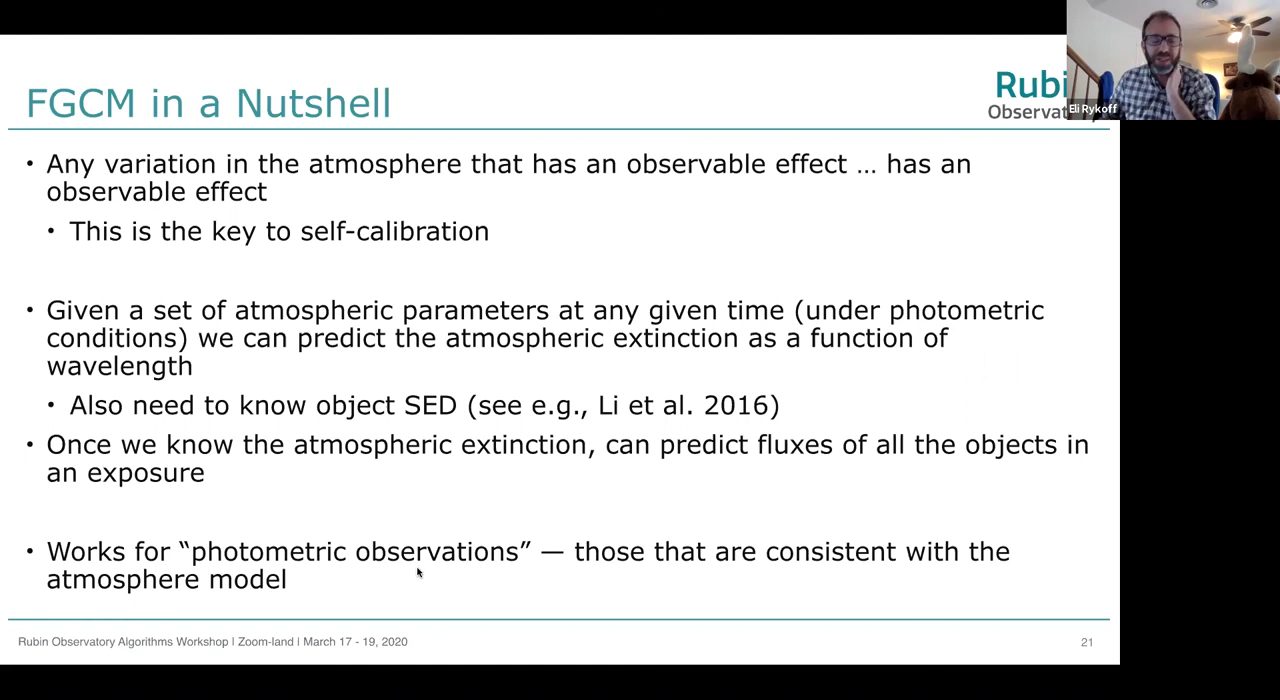 FGCM in a Nutshell
Rubi
Observat
Eli Rykoff
• Any variation in the atmosphere that has an observable effect … has an
observable effect
• This is the key to self-calibration
• Given a set of atmospheric parameters at any given time (under photometric
conditions) we can predict the atmospheric extinction as a function of
wavelength
• Also need to know object SED (see e.g., Li et al. 2016)
• Once we know the atmospheric extinction, can predict fluxes of all the objects in
an exposure
• Works for “photometric observations” — those that are consistent with the
atmosphere model
Rubin Observatory Algorithms Workshop | Zoom-land | March 17 - 19, 2020
21